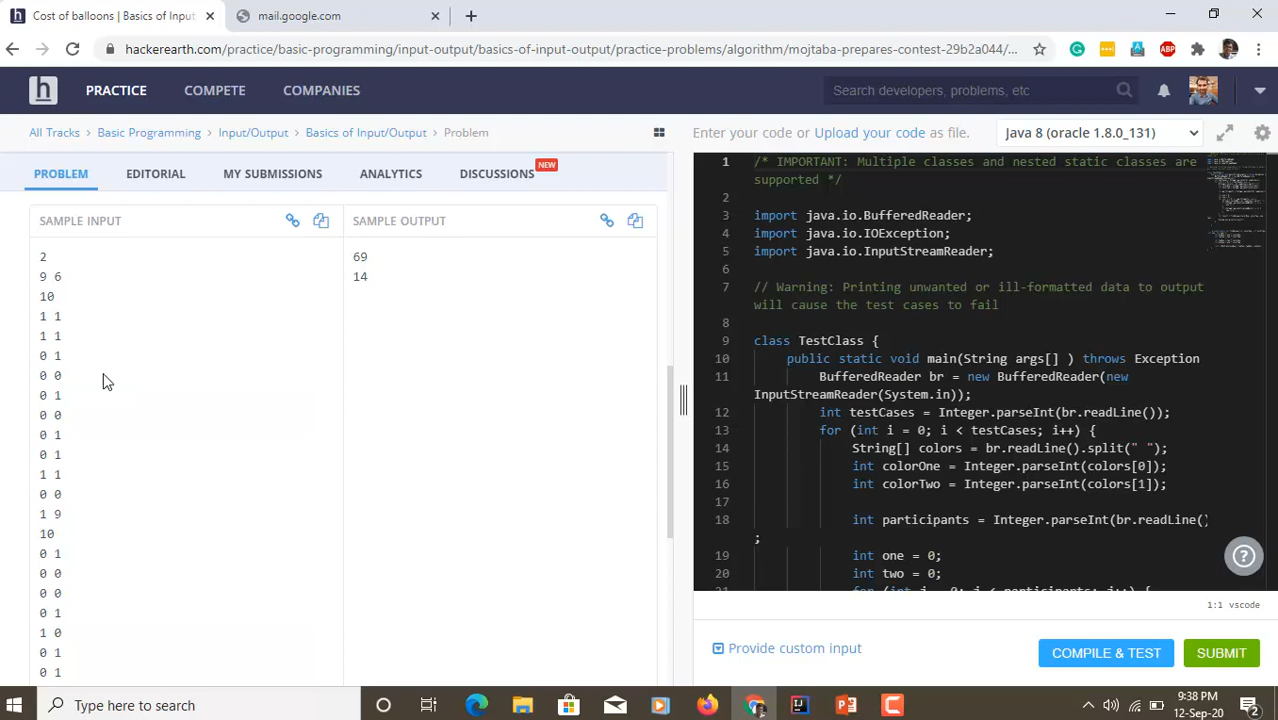 Cost of balloons | Basics of Input
mail.google.com
hackerearth.com/practice/basic-programming/input-output/basics-of-input-output/practice-problems/algorithm/mojtaba-prepares-contest-29b2a044/...
ABP
h
PRACTICE
COMPETE
COMPANIES
Search developers, problems, etc
All Tracks > Basic Programming > Input/Output > Basics of Input/Output > Problem
Enter your code or Upload your code as file.
Java 8 (oracle 1.8.0_131)
PROBLEM
EDITORIAL
MY SUBMISSIONS
ANALYTICS
DISCUSSIONS
NEW
SAMPLE INPUT
2
9 6
10
1 1
1 1
0 1
0 0
0 1
0 0
0 1
0 1
1 1
0 0
1 9
10
0 1
0 0
0 0
0 1
1 0
0 1
0 1
SAMPLE OUTPUT
69
14
1 /* IMPORTANT: Multiple classes and nested static classes are
supported */
2
3 import java.io.BufferedReader;
4 import java.io.IOException;
5 import java.io.InputStreamReader;
6
7 // Warning: Printing unwanted or ill-formatted data to output
will cause the test cases to fail
8
9 class TestClass {
10 public static void main(String args[] ) throws Exception
11 BufferedReader br = new BufferedReader(new
InputStreamReader(System.in));
12 int testCases = Integer.parseInt(br.readLine());
13 for (int i = 0; i < testCases; i++) {
14 String[] colors = br.readLine().split(" ");
15 int colorOne = Integer.parseInt(colors[0]);
16 int colorTwo = Integer.parseInt(colors[1]);
17
18 int participants = Integer.parseInt(br.readLine()
;
19 int one = 0;
20 int two = 0;
21 for (int j = 0; j < participants; j++) {
1:1 vscode
Provide custom input
COMPILE & TEST
SUBMIT
?
Type here to search
9:38 PM
12-Sep-20
2